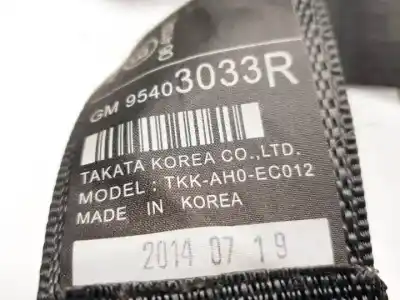 GM 95403033R
TAKATA KOREA CO.,LTD.
MODEL : TKK-AH0-EC012
MADE IN KOREA
2014 07 19